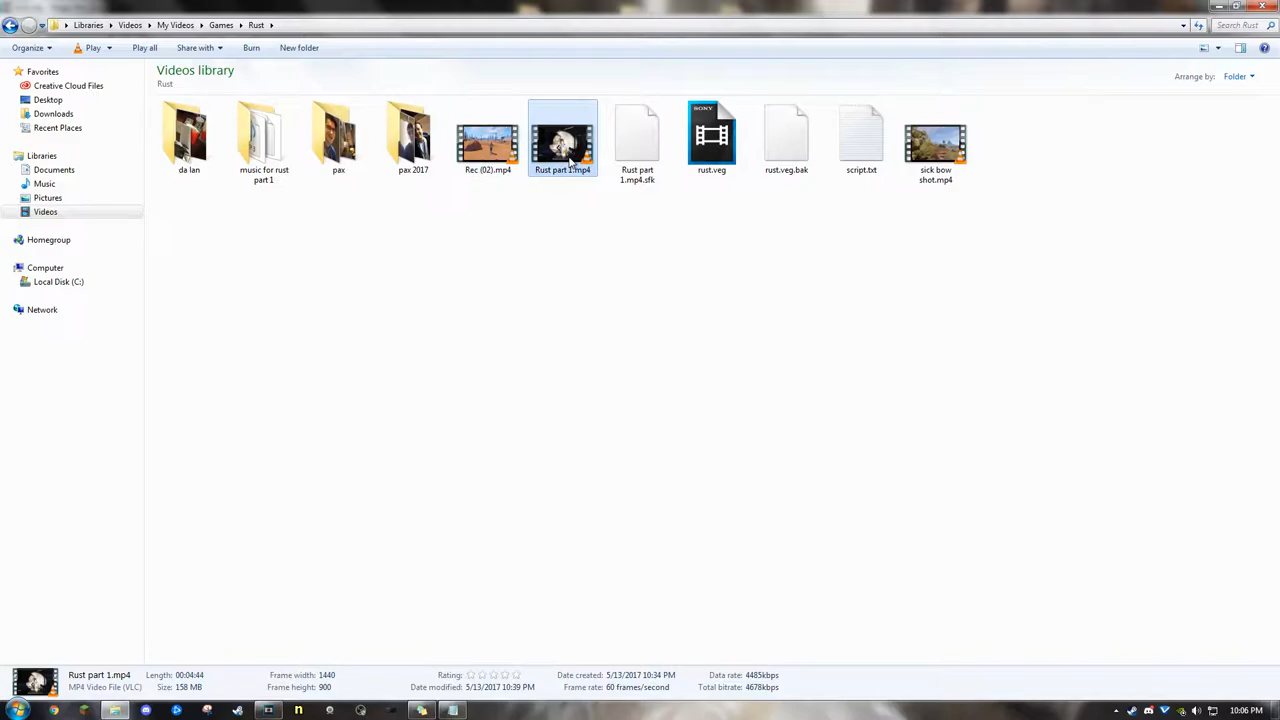 Libraries Videos My Videos Games Rust
Search Rust
Organize Play Play all Share with Burn New folder
Favorites
Creative Cloud Files
Desktop
Downloads
Recent Places
Libraries
Documents
Music
Pictures
Videos
Homegroup
Computer
Local Disk (C:)
Network
Videos library
Rust
Arrange by: Folder
da lan
music for rust
part 1
pax
pax 2017
Rec (02).mp4
Rust part 1.mp4
Rust part
1.mp4.sfk
SONY
rust.veg
rust.veg.bak
script.txt
sick bow
shot.mp4
Rust part 1.mp4 Length: 00:04:44 Frame width: 1440 Rating: Date created: 5/13/2017 10:34 PM Data rate: 4485kbps
MP4 Video File (VLC) Size: 158 MB Frame height: 900 Date modified: 5/13/2017 10:39 PM Frame rate: 60 frames/second Total bitrate: 4678kbps
10:06 PM